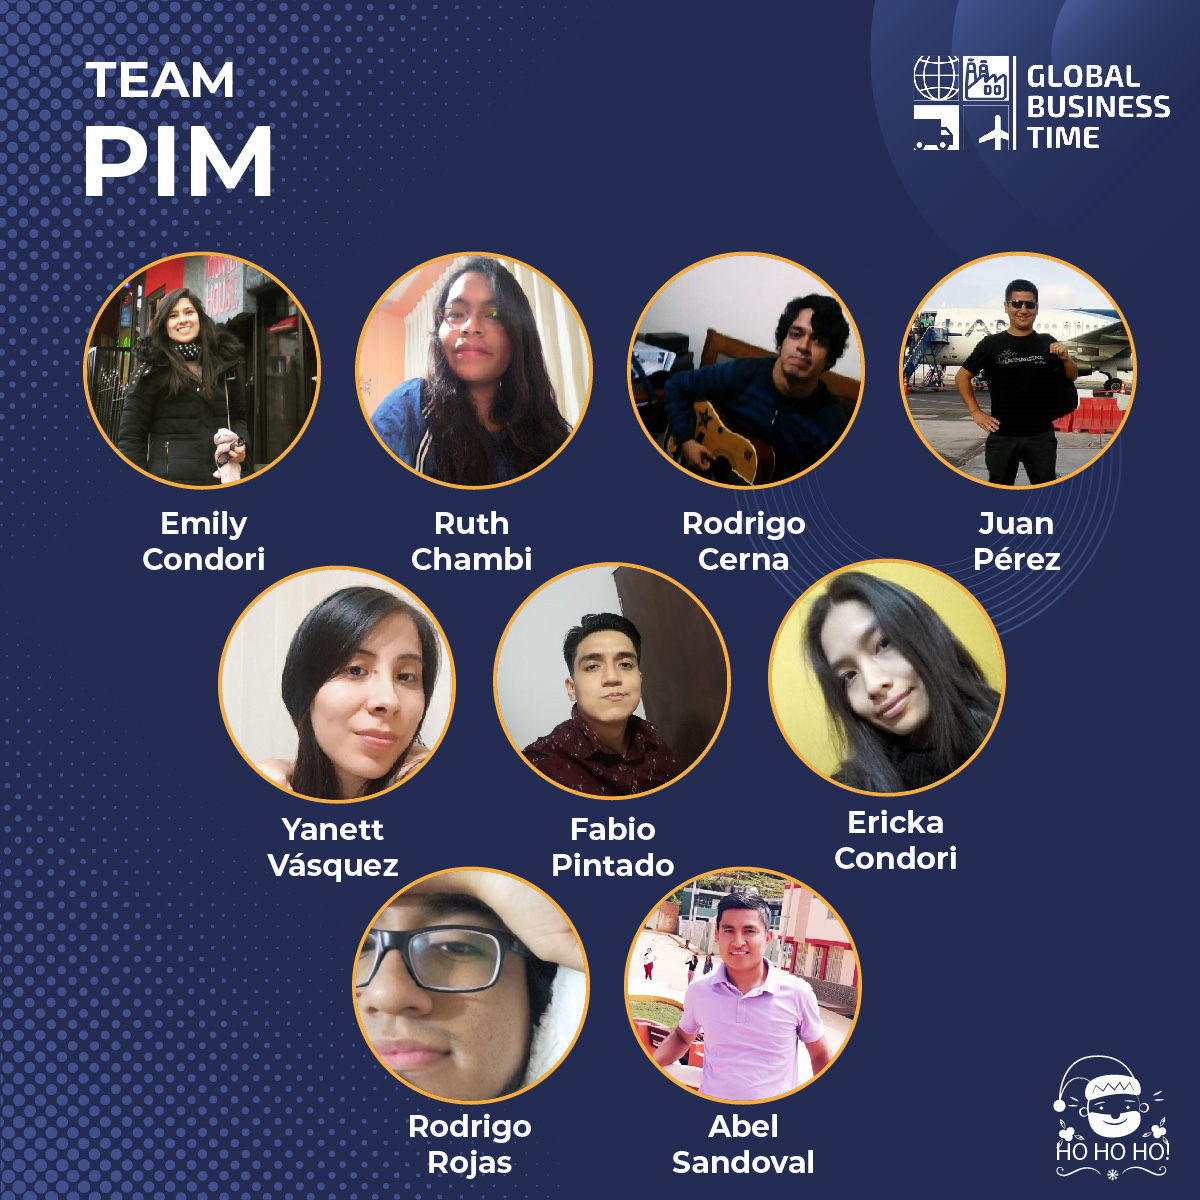 TEAM
PIM
GLOBAL
BUSINESS
TIME
HOUSE
Emily
Condori
Ruth
Chambi
Rodrigo
Cerna
Juan
Pérez
Yanett
Vásquez
Fabio
Pintado
Ericka
Condori
Rodrigo
Rojas
Abel
Sandoval
HO HO HO!